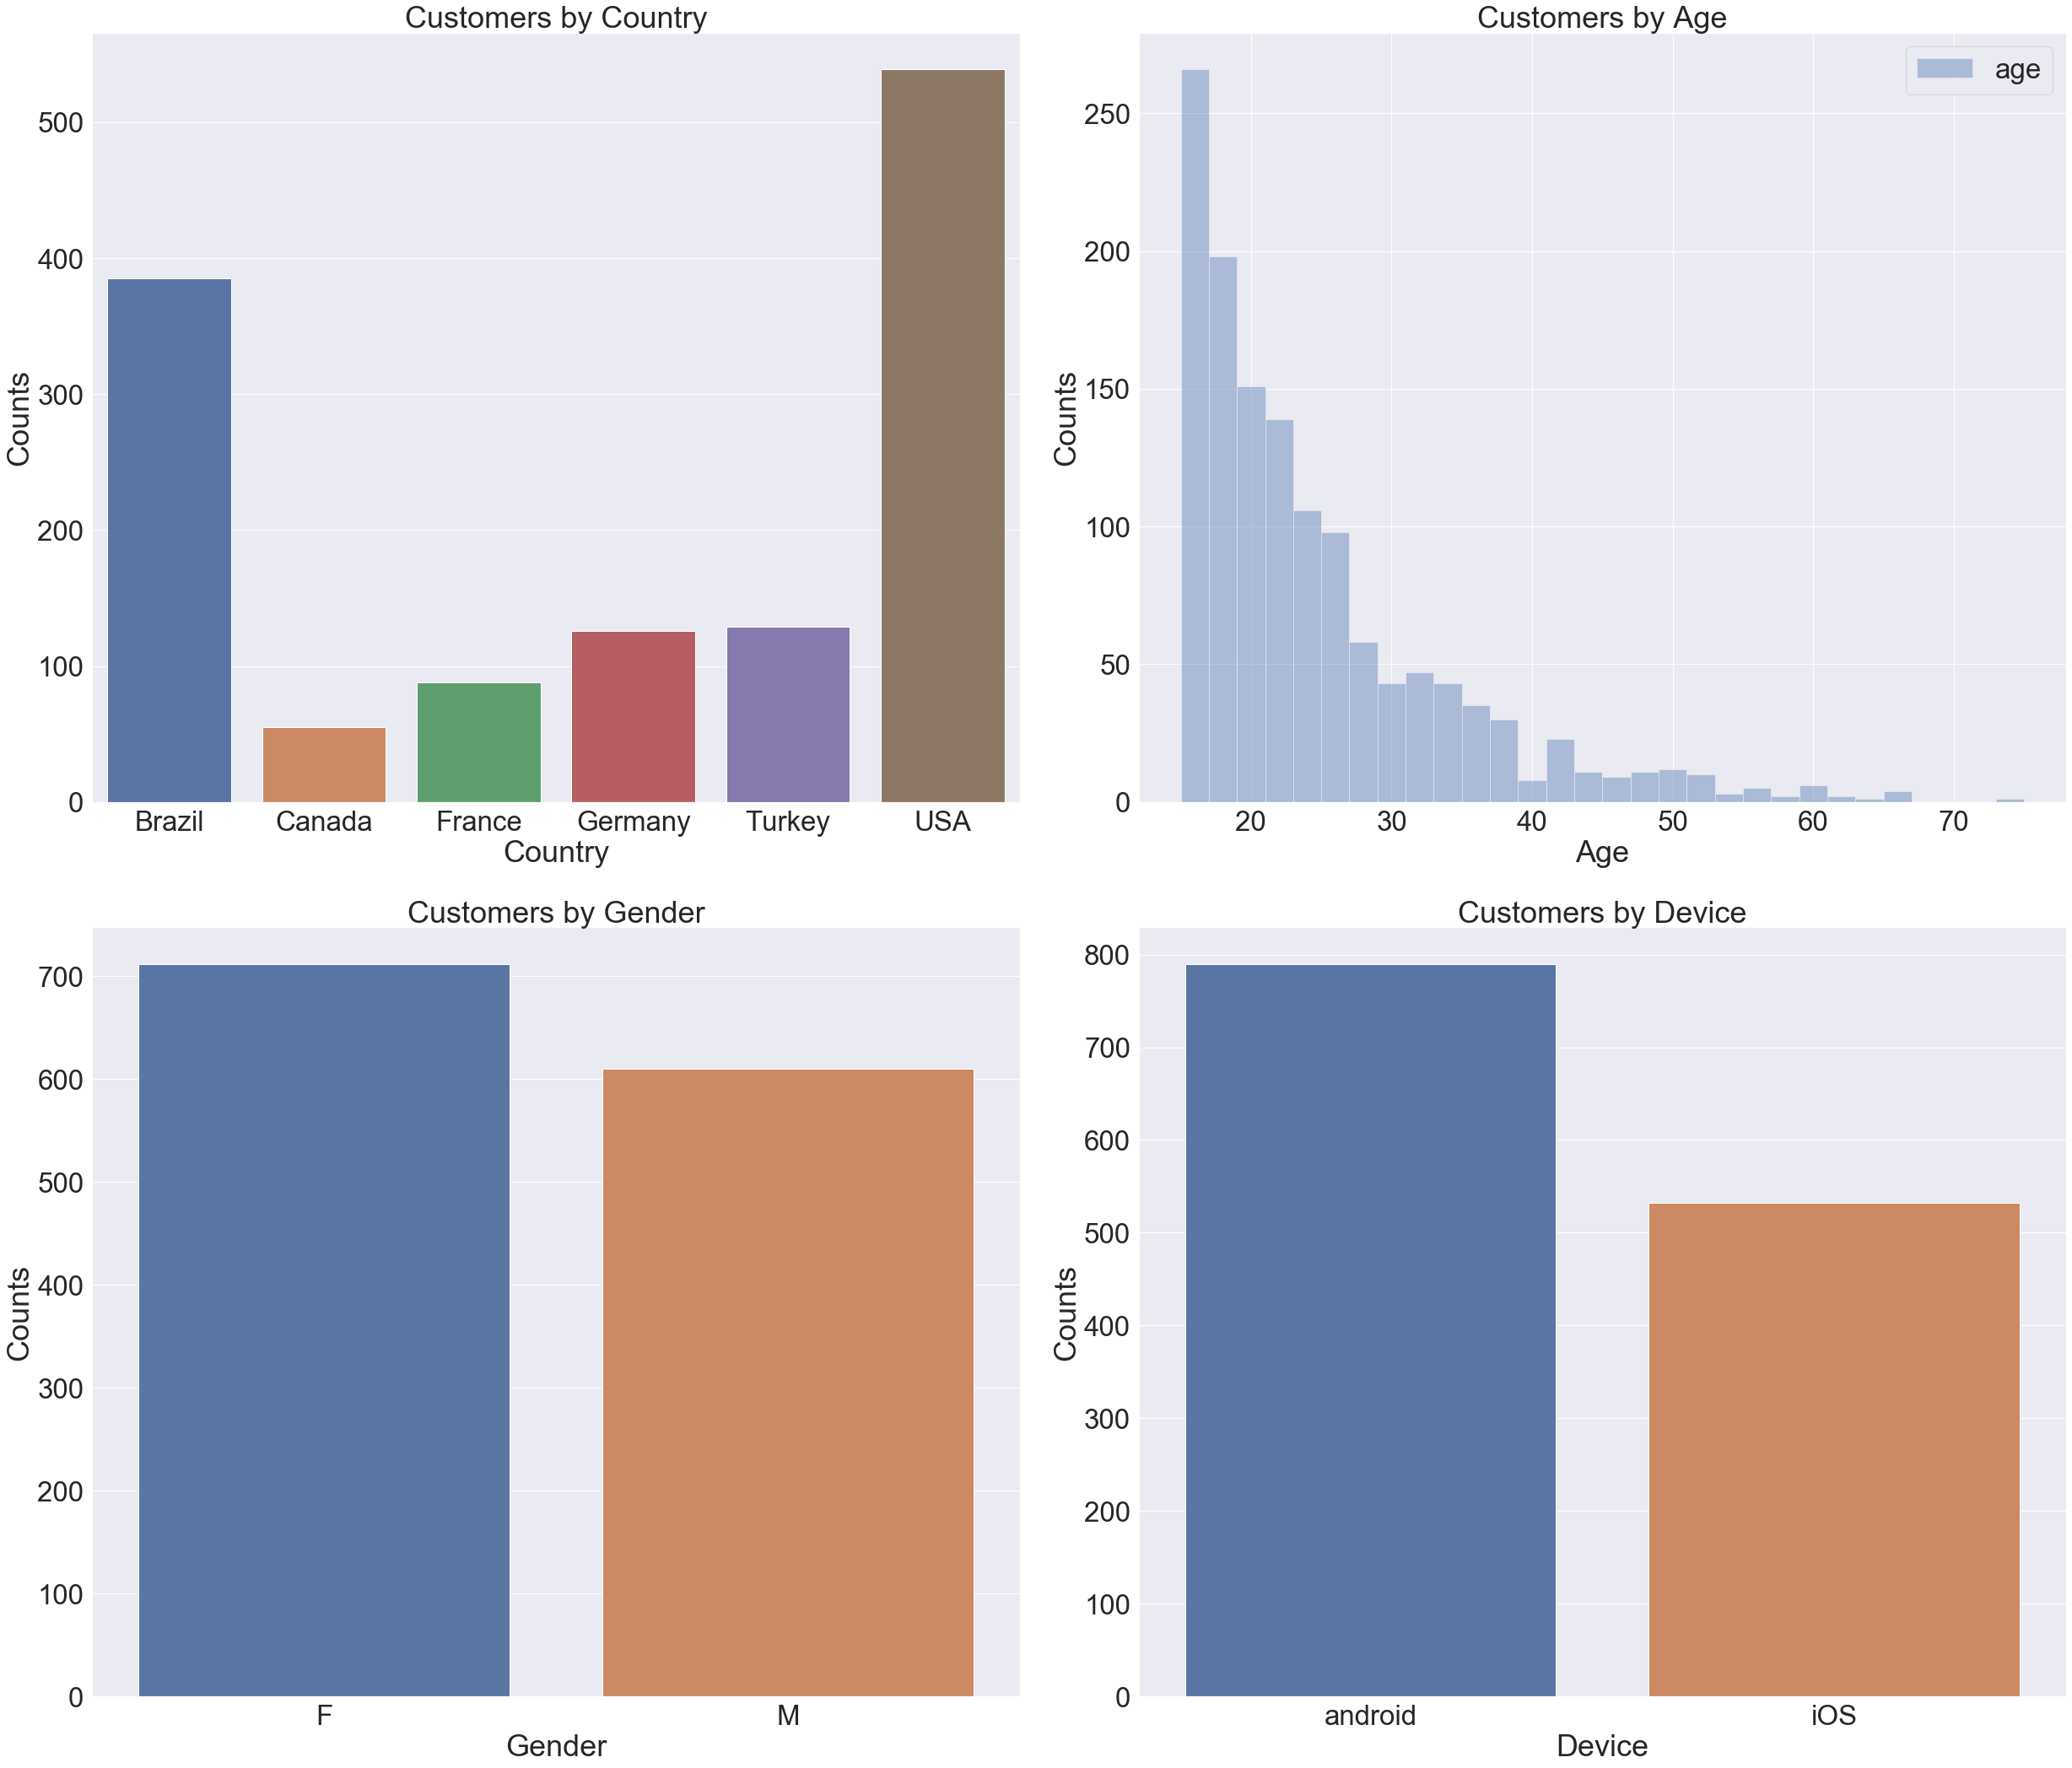 Customers by Country
500
400
300
200
100
0
Counts
Brazil Canada France Germany Turkey USA
Country
Customers by Age
age
250
200
150
100
50
0
Counts
20 30 40 50 60 70
Age
Customers by Gender
700
600
500
400
300
200
100
0
Counts
F M
Gender
Customers by Device
800
700
600
500
400
300
200
100
0
Counts
android iOS
Device